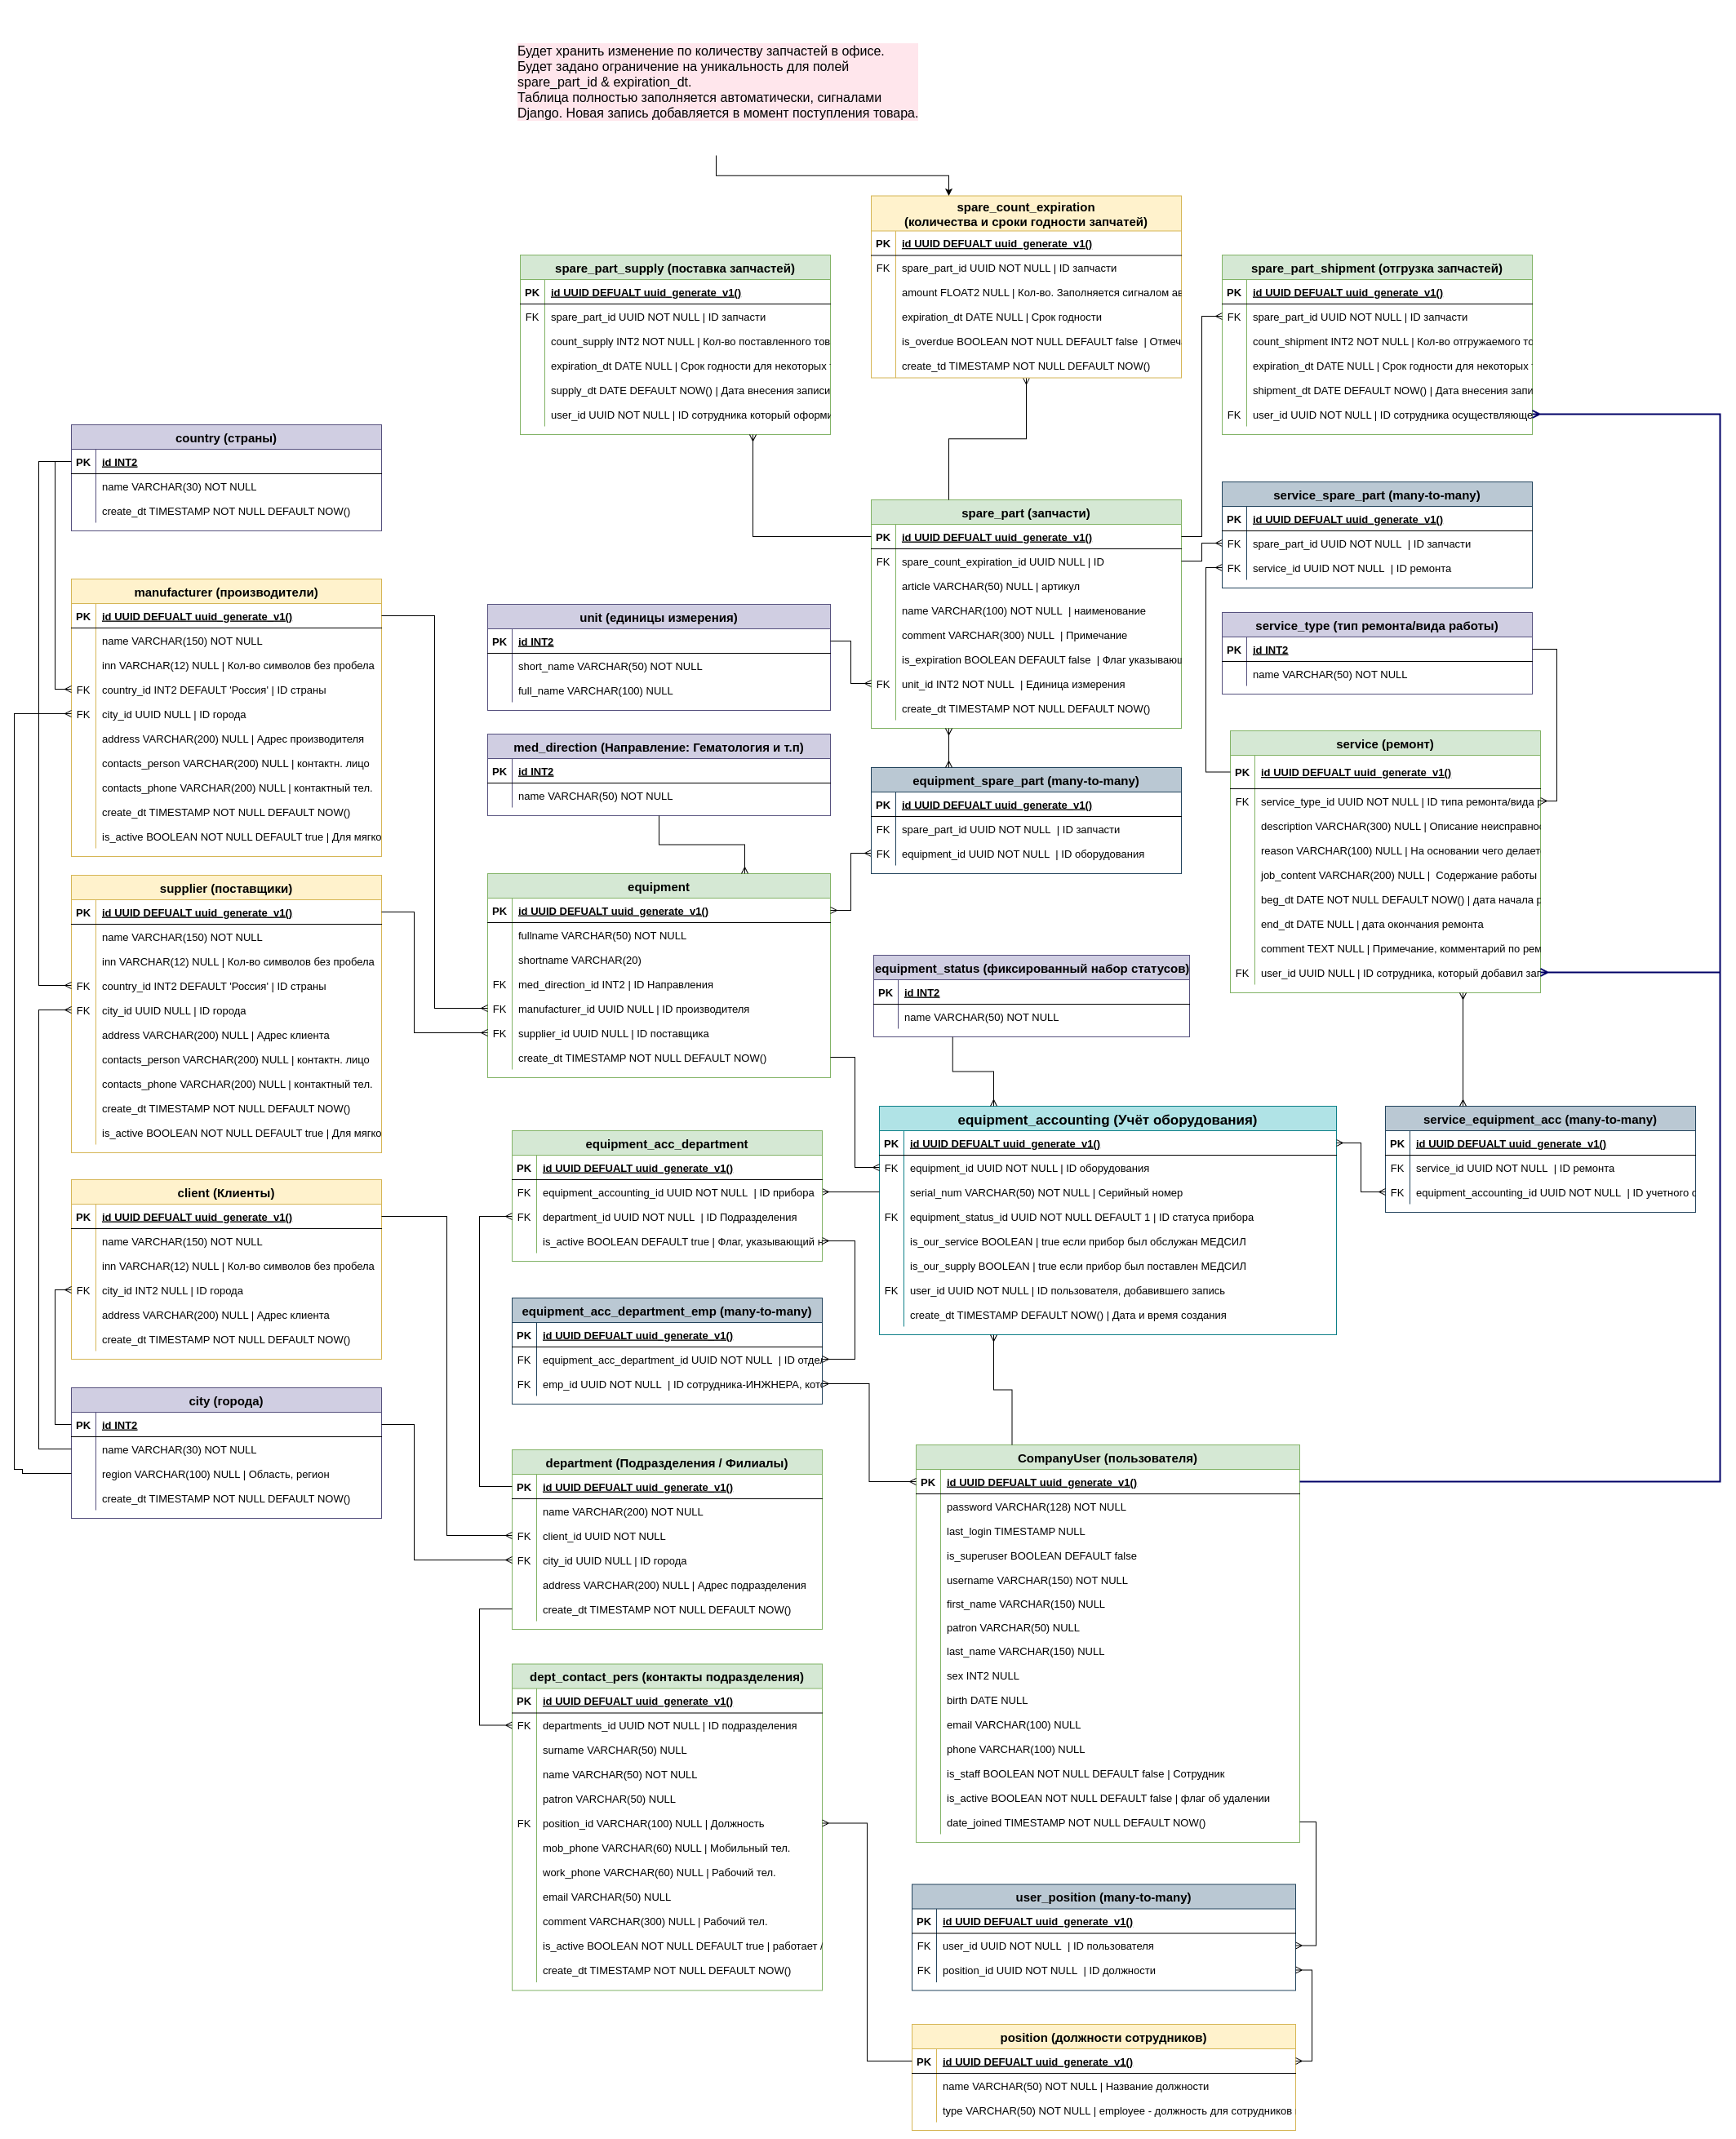 Будет хранить изменение по количеству запчастей в офисе.
Будет задано ограничение на уникальность для полей
spare_part_id & expiration_dt.
Таблица полностью заполняется автоматически, сигналами
Django. Новая запись добавляется в момент поступления товара.
spare_count_expiration
(количества и сроки годности запчатей)
PK id UUID DEFUALT uuid_generate_v1()
FK spare_part_id UUID NOT NULL | ID запчасти
amount FLOAT2 NULL | Кол-во. Заполняется сигналом ав
expiration_dt DATE NULL | Срок годности
is_overdue BOOLEAN NOT NULL DEFAULT false | Отмеч
create_td TIMESTAMP NOT NULL DEFAULT NOW()
spare_part_supply (поставка запчастей)
PK id UUID DEFUALT uuid_generate_v1()
FK spare_part_id UUID NOT NULL | ID запчасти
count_supply INT2 NOT NULL | Кол-во поставленного тов
expiration_dt DATE NULL | Срок годности для некоторых
supply_dt DATE DEFAULT NOW() | Дата внесения записи
user_id UUID NOT NULL | ID сотрудника который оформи
spare_part_shipment (отгрузка запчастей)
PK id UUID DEFUALT uuid_generate_v1()
FK spare_part_id UUID NOT NULL | ID запчасти
count_shipment INT2 NOT NULL | Кол-во отгружаемого то
expiration_dt DATE NULL | Срок годности для некоторых
shipment_dt DATE DEFAULT NOW() | Дата внесения запи
FK user_id UUID NOT NULL | ID сотрудника осуществляюще
country (страны)
PK id INT2
name VARCHAR(30) NOT NULL
create_dt TIMESTAMP NOT NULL DEFAULT NOW()
service_spare_part (many-to-many)
PK id UUID DEFUALT uuid_generate_v1()
FK spare_part_id UUID NOT NULL | ID запчасти
FK service_id UUID NOT NULL | ID ремонта
spare_part (запчасти)
PK id UUID DEFUALT uuid_generate_v1()
FK spare_count_expiration_id UUID NULL | ID
article VARCHAR(50) NULL | артикул
name VARCHAR(100) NOT NULL | наименование
comment VARCHAR(300) NULL | Примечание
is_expiration BOOLEAN DEFAULT false | Флаг указывающ
FK unit_id INT2 NOT NULL | Единица измерения
create_dt TIMESTAMP NOT NULL DEFAULT NOW()
manufacturer (производители)
PK id UUID DEFUALT uuid_generate_v1()
name VARCHAR(150) NOT NULL
inn VARCHAR(12) NULL | Кол-во символов без пробела
FK country_id INT2 DEFAULT 'Россия' | ID страны
FK city_id UUID NULL | ID города
address VARCHAR(200) NULL | Адрес производителя
contacts_person VARCHAR(200) NULL | контактн. лицо
contacts_phone VARCHAR(200) NULL | контактный тел.
create_dt TIMESTAMP NOT NULL DEFAULT NOW()
is_active BOOLEAN NOT NULL DEFAULT true | Для мягко
unit (единицы измерения)
PK id INT2
short_name VARCHAR(50) NOT NULL
full_name VARCHAR(100) NULL
service_type (тип ремонта/вида работы)
PK id INT2
name VARCHAR(50) NOT NULL
med_direction (Направление: Гематология и т.п)
PK id INT2
name VARCHAR(50) NOT NULL
service (ремонт)
PK id UUID DEFUALT uuid_generate_v1()
FK service_type_id UUID NOT NULL | ID типа ремонта/вида р
description VARCHAR(300) NULL | Описание неисправно
reason VARCHAR(100) NULL | На основании чего делает
job_content VARCHAR(200) NULL | Содержание работы
beg_dt DATE NOT NULL DEFAULT NOW() | дата начала р
end_dt DATE NULL | дата окончания ремонта
comment TEXT NULL | Примечание, комментарий по рем
FK user_id UUID NULL | ID сотрудника, который добавил зап
equipment_spare_part (many-to-many)
PK id UUID DEFUALT uuid_generate_v1()
FK spare_part_id UUID NOT NULL | ID запчасти
FK equipment_id UUID NOT NULL | ID оборудования
supplier (поставщики)
PK id UUID DEFUALT uuid_generate_v1()
name VARCHAR(150) NOT NULL
inn VARCHAR(12) NULL | Кол-во символов без пробела
FK country_id INT2 DEFAULT 'Россия' | ID страны
FK city_id UUID NULL | ID города
address VARCHAR(200) NULL | Адрес клиента
contacts_person VARCHAR(200) NULL | контактн. лицо
contacts_phone VARCHAR(200) NULL | контактный тел.
create_dt TIMESTAMP NOT NULL DEFAULT NOW()
is_active BOOLEAN NOT NULL DEFAULT true | Для мягко
equipment
PK id UUID DEFUALT uuid_generate_v1()
fullname VARCHAR(50) NOT NULL
shortname VARCHAR(20)
FK med_direction_id INT2 | ID Направления
FK manufacturer_id UUID NULL | ID производителя
FK supplier_id UUID NULL | ID поставщика
create_dt TIMESTAMP NOT NULL DEFAULT NOW()
equipment_status (фиксированный набор статусов)
PK id INT2
name VARCHAR(50) NOT NULL
equipment_accounting (Учёт оборудования)
PK id UUID DEFUALT uuid_generate_v1()
FK equipment_id UUID NOT NULL | ID оборудования
serial_num VARCHAR(50) NOT NULL | Серийный номер
FK equipment_status_id UUID NOT NULL DEFAULT 1 | ID статуса прибора
is_our_service BOOLEAN | true если прибор был обслужан МЕДСИЛ
is_our_supply BOOLEAN | true если прибор был поставлен МЕДСИЛ
FK user_id UUID NOT NULL | ID пользователя, добавившего запись
create_dt TIMESTAMP DEFAULT NOW() | Дата и время создания
service_equipment_acc (many-to-many)
PK id UUID DEFUALT uuid_generate_v1()
FK service_id UUID NOT NULL | ID ремонта
FK equipment_accounting_id UUID NOT NULL | ID учетного о
equipment_acc_department
PK id UUID DEFUALT uuid_generate_v1()
FK equipment_accounting_id UUID NOT NULL | ID прибора
FK department_id UUID NOT NULL | ID Подразделения
is_active BOOLEAN DEFAULT true | Флаг, указывающий н
client (Клиенты)
PK id UUID DEFUALT uuid_generate_v1()
name VARCHAR(150) NOT NULL
inn VARCHAR(12) NULL | Кол-во символов без пробела
FK city_id INT2 NULL | ID города
address VARCHAR(200) NULL | Адрес клиента
create_dt TIMESTAMP NOT NULL DEFAULT NOW()
equipment_acc_department_emp (many-to-many)
PK id UUID DEFUALT uuid_generate_v1()
FK equipment_acc_department_id UUID NOT NULL | ID отде
FK emp_id UUID NOT NULL | ID сотрудника-ИНЖНЕРА, кот
city (города)
PK id INT2
name VARCHAR(30) NOT NULL
region VARCHAR(100) NULL | Область, регион
create_dt TIMESTAMP NOT NULL DEFAULT NOW()
department (Подразделения / Филиалы)
PK id UUID DEFUALT uuid_generate_v1()
name VARCHAR(200) NOT NULL
FK client_id UUID NOT NULL
FK city_id UUID NULL | ID города
address VARCHAR(200) NULL | Адрес подразделения
create_dt TIMESTAMP NOT NULL DEFAULT NOW()
CompanyUser (пользователя)
PK id UUID DEFUALT uuid_generate_v1()
password VARCHAR(128) NOT NULL
last_login TIMESTAMP NULL
is_superuser BOOLEAN DEFAULT false
username VARCHAR(150) NOT NULL
first_name VARCHAR(150) NULL
patron VARCHAR(50) NULL
last_name VARCHAR(150) NULL
sex INT2 NULL
birth DATE NULL
email VARCHAR(100) NULL
phone VARCHAR(100) NULL
is_staff BOOLEAN NOT NULL DEFAULT false | Сотрудник
is_active BOOLEAN NOT NULL DEFAULT false | флаг об удалении
date_joined TIMESTAMP NOT NULL DEFAULT NOW()
dept_contact_pers (контакты подразделения)
PK id UUID DEFUALT uuid_generate_v1()
FK departments_id UUID NOT NULL | ID подразделения
surname VARCHAR(50) NULL
name VARCHAR(50) NOT NULL
patron VARCHAR(50) NULL
FK position_id VARCHAR(100) NULL | Должность
mob_phone VARCHAR(60) NULL | Мобильный тел.
work_phone VARCHAR(60) NULL | Рабочий тел.
email VARCHAR(50) NULL
comment VARCHAR(300) NULL | Рабочий тел.
is_active BOOLEAN NOT NULL DEFAULT true | работает /
create_dt TIMESTAMP NOT NULL DEFAULT NOW()
user_position (many-to-many)
PK id UUID DEFUALT uuid_generate_v1()
FK user_id UUID NOT NULL | ID пользователя
FK position_id UUID NOT NULL | ID должности
position (должности сотрудников)
PK id UUID DEFUALT uuid_generate_v1()
name VARCHAR(50) NOT NULL | Название должности
type VARCHAR(50) NOT NULL | employee - должность для сотрудников